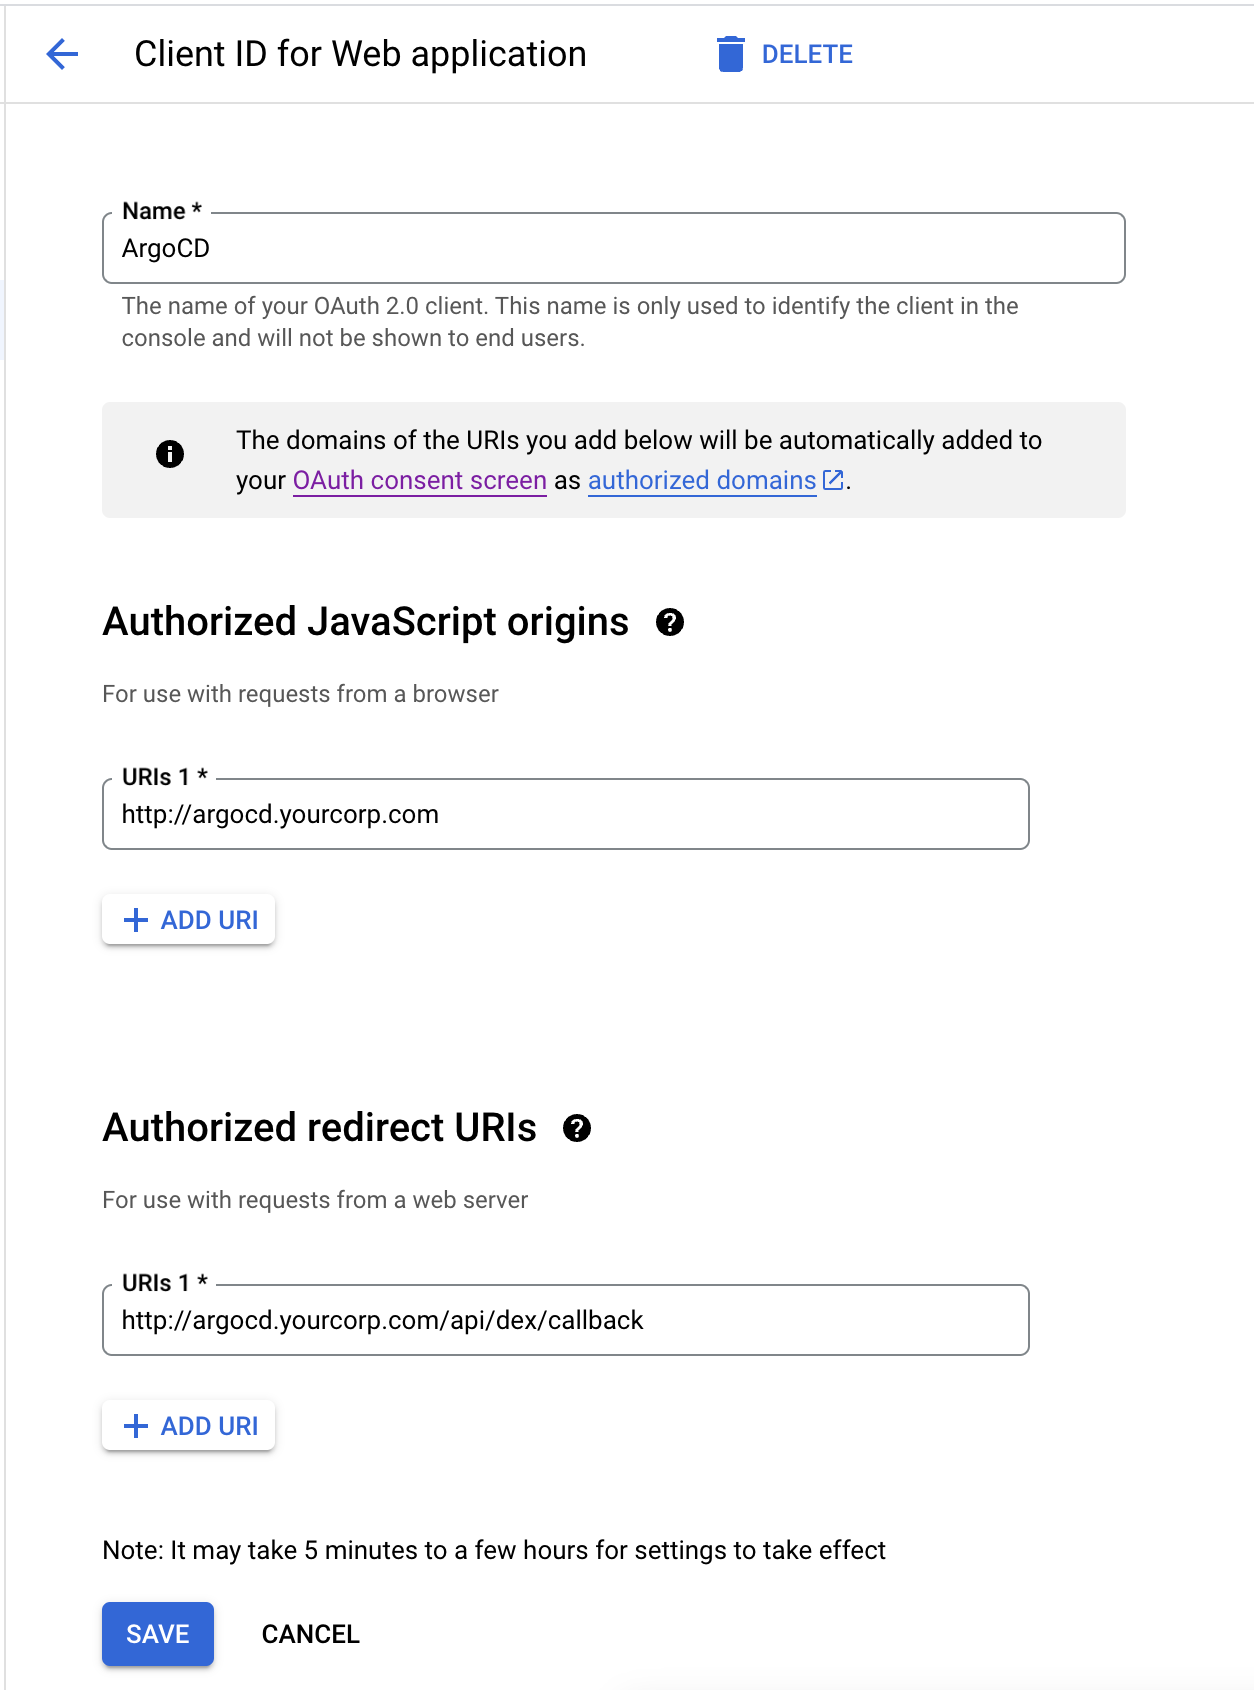 Client ID for Web application
DELETE
Name *
ArgoCD
The name of your OAuth 2.0 client. This name is only used to identify the client in the
console and will not be shown to end users.
The domains of the URIs you add below will be automatically added to
your OAuth consent screen as authorized domains.
Authorized JavaScript origins
For use with requests from a browser
URIs 1 *
http://argocd.yourcorp.com
ADD URI
Authorized redirect URIs
For use with requests from a web server
URIs 1 *
http://argocd.yourcorp.com/api/dex/callback
ADD URI
Note: It may take 5 minutes to a few hours for settings to take effect
SAVE
CANCEL